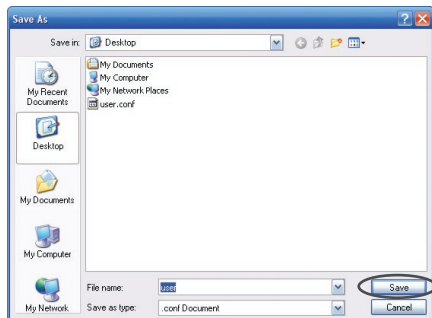 Save As
Save in: Desktop
My Recent
Documents
Desktop
My Documents
My Computer
My Network
My Documents
My Computer
My Network Places
user.conf
File name: user Save
Save as type: .conf Document Cancel